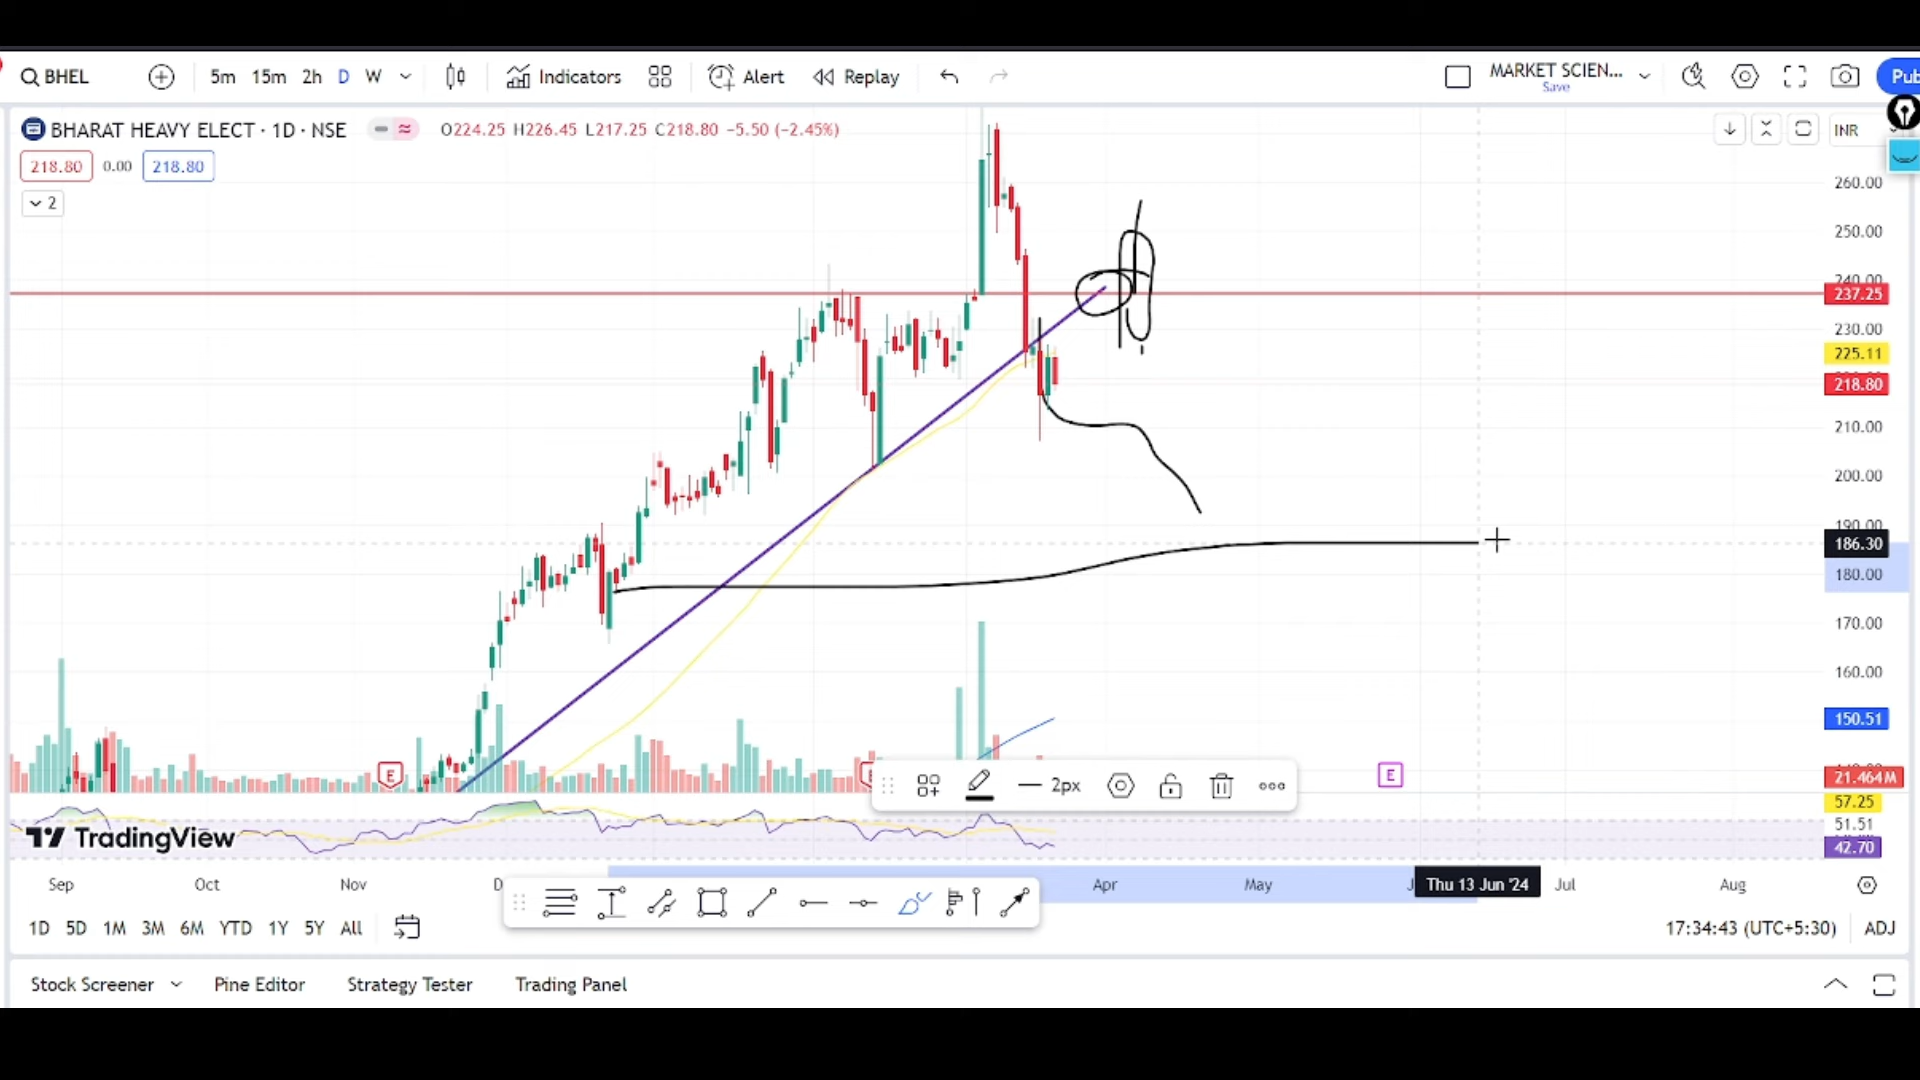 BHEL 5m 15m 2h D W Indicators Alert Replay MARKET SCIEN... Save Pub
BHARAT HEAVY ELECT · 1D · NSE O224.25 H226.45 L217.25 C218.80 −5.50 (−2.45%) INR
218.80 0.00 218.80
2
260.00
250.00
240.00
237.25
230.00
225.11
218.80
210.00
200.00
190.00
186.30
180.00
170.00
160.00
150.51
E E 21.464M
2px
57.25
51.51
42.70
TradingView
Sep Oct Nov D Apr May Thu 13 Jun '24 Jul Aug
1D 5D 1M 3M 6M YTD 1Y 5Y All 17:34:43 (UTC+5:30) ADJ
Stock Screener Pine Editor Strategy Tester Trading Panel